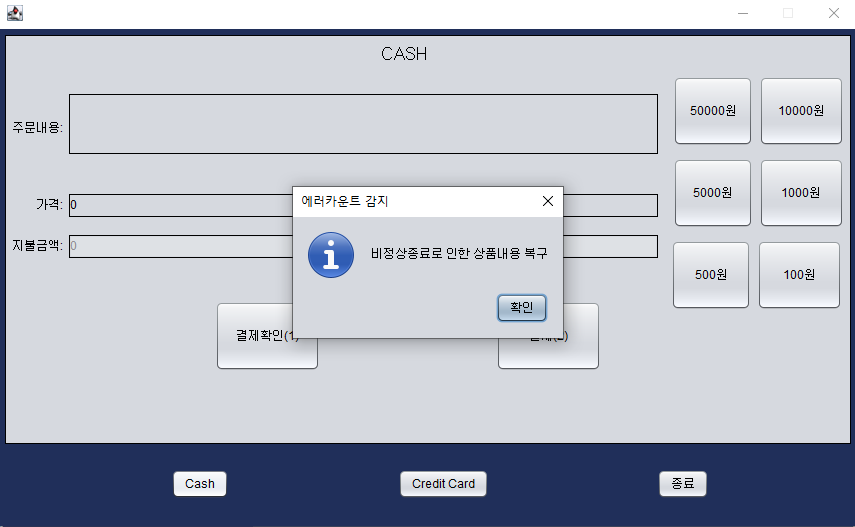 CASH
50000원
10000원
주문내용:
5000원
1000원
에러카운트 감지
가격:
0
지불금액:
0
비정상종료로 인한 상품내용 복구
500원
100원
확인
결제확인(1)
Cash
Credit Card
종료